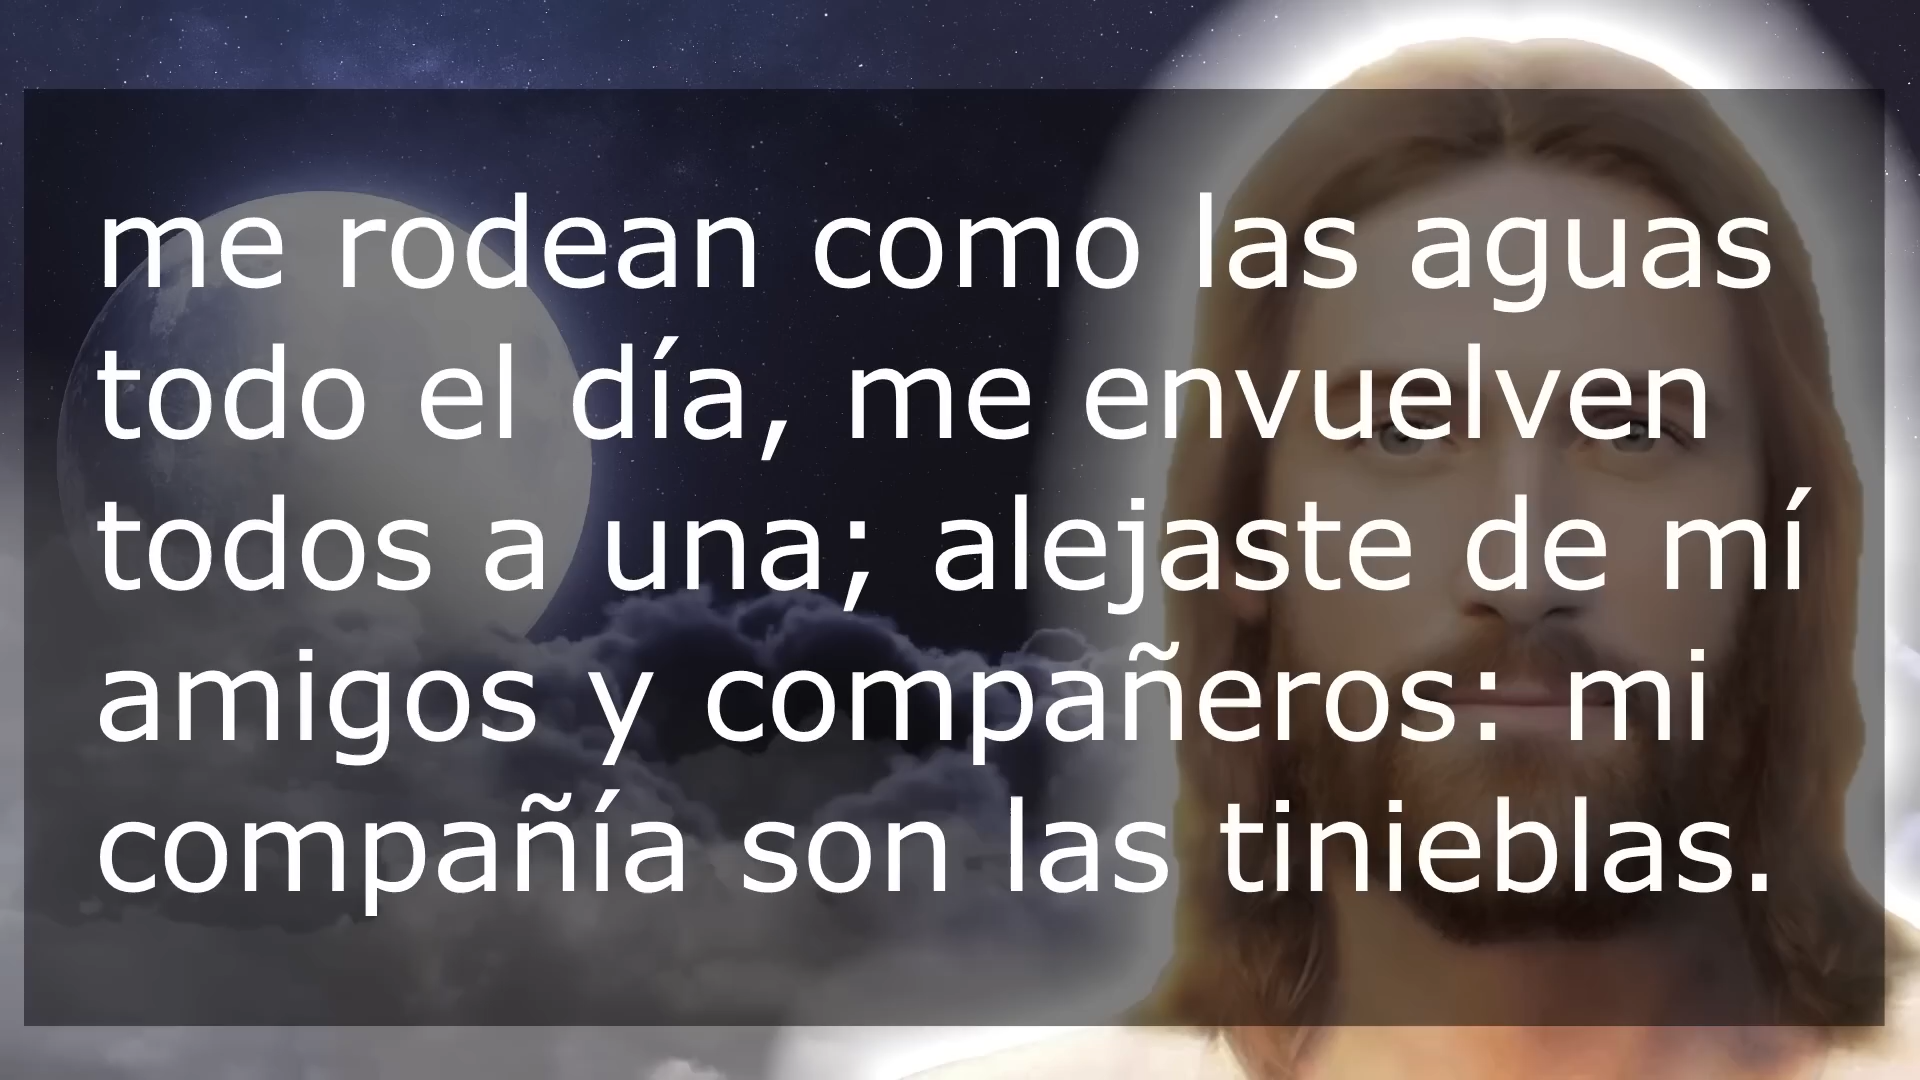 me rodean como las aguas
todo el día, me envuelven
todos a una; alejaste de mí
amigos y compañeros: mi
compañía son las tinieblas.